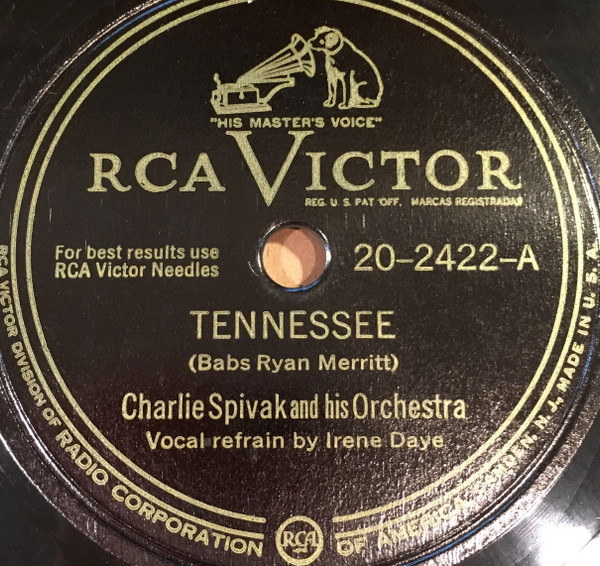 "HIS MASTER'S VOICE"
RCA VICTOR
REG. U. S. PAT. OFF. MARCAS REGISTRADAS
For best results use
RCA Victor Needles
20-2422-A
TENNESSEE
(Babs Ryan Merritt)
Charlie Spivak and his Orchestra
Vocal refrain by Irene Daye
RCA VICTOR DIVISION OF RADIO CORPORATION OF AMERICA, CAMDEN, N. J., MADE IN U. S. A.
RCA